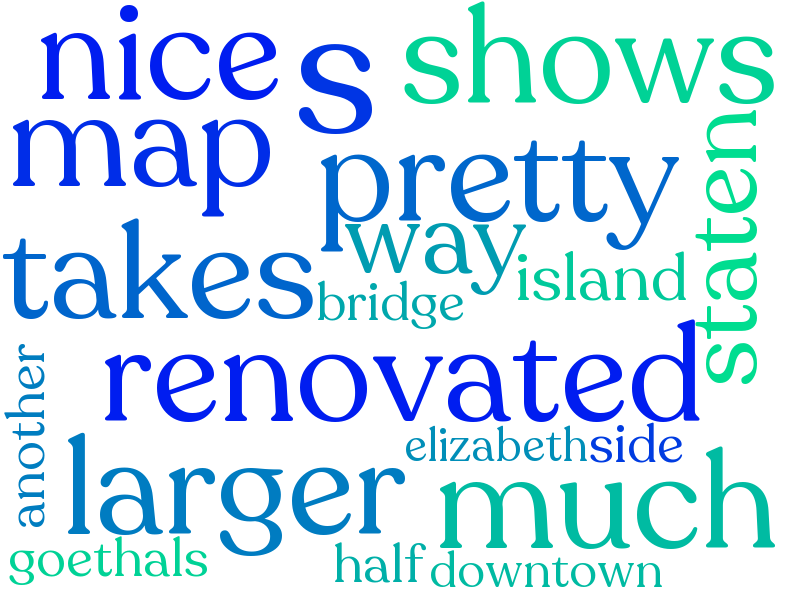 nice s shows
map
pretty
staten
takes way
island
bridge
renovated
another
elizabeth side
larger much
goethals half downtown